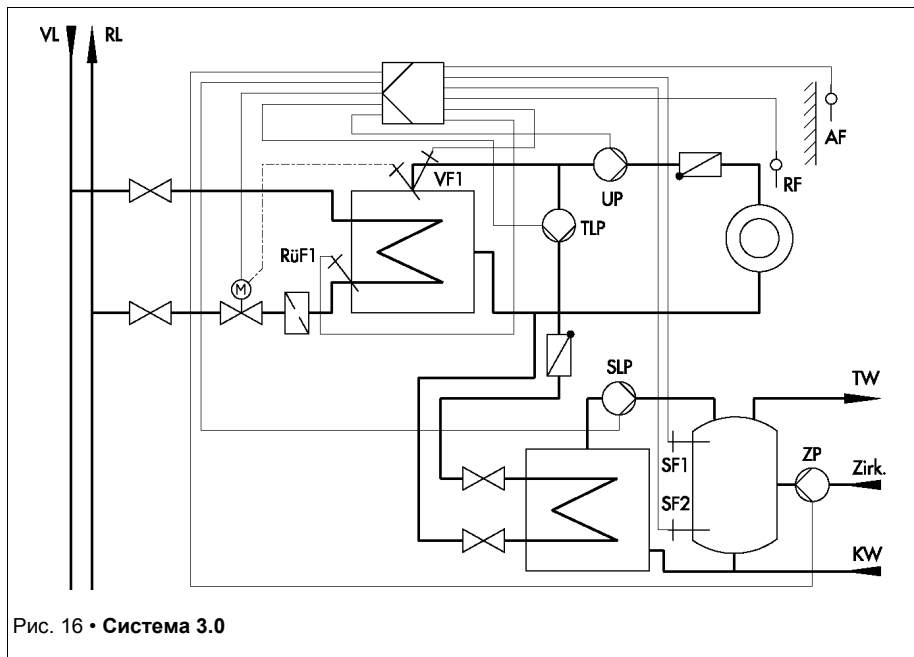 VL
RL
AF
VF1
UP
RF
TLP
RüF1
M
SLP
TW
SF1
ZP
Zirk.
SF2
KW
Рис. 16 • Система 3.0